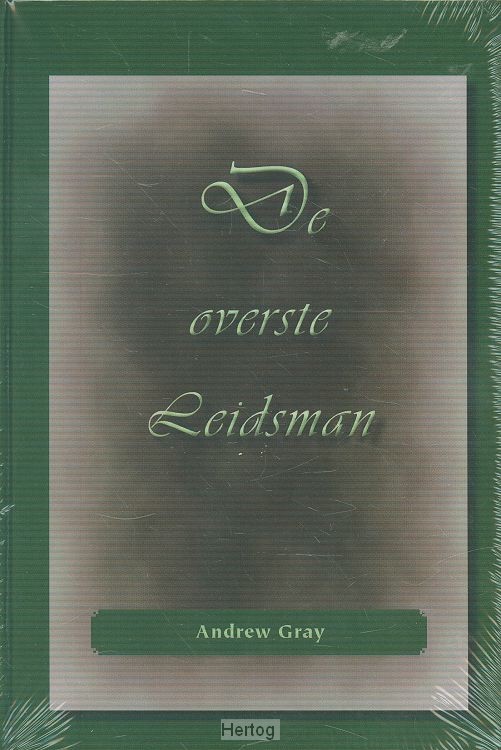 De
overste
Leidsman
Andrew Gray
Hertog